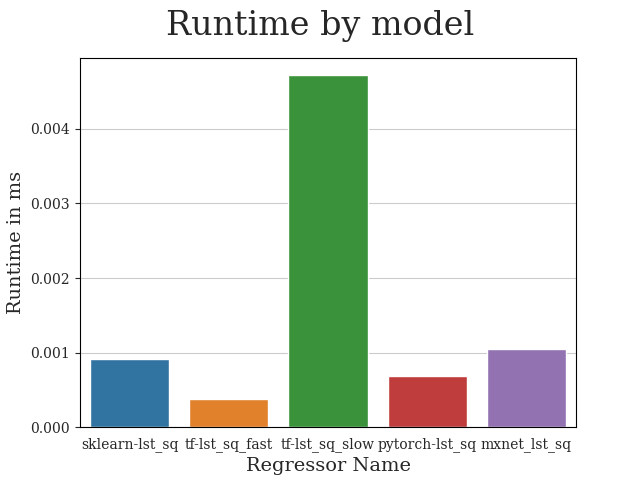 Runtime by model
Runtime in ms
0.004
0.003
0.002
0.001
0.000
sklearn-lst_sq tf-lst_sq_fast tf-lst_sq_slow pytorch-lst_sq mxnet_lst_sq
Regressor Name